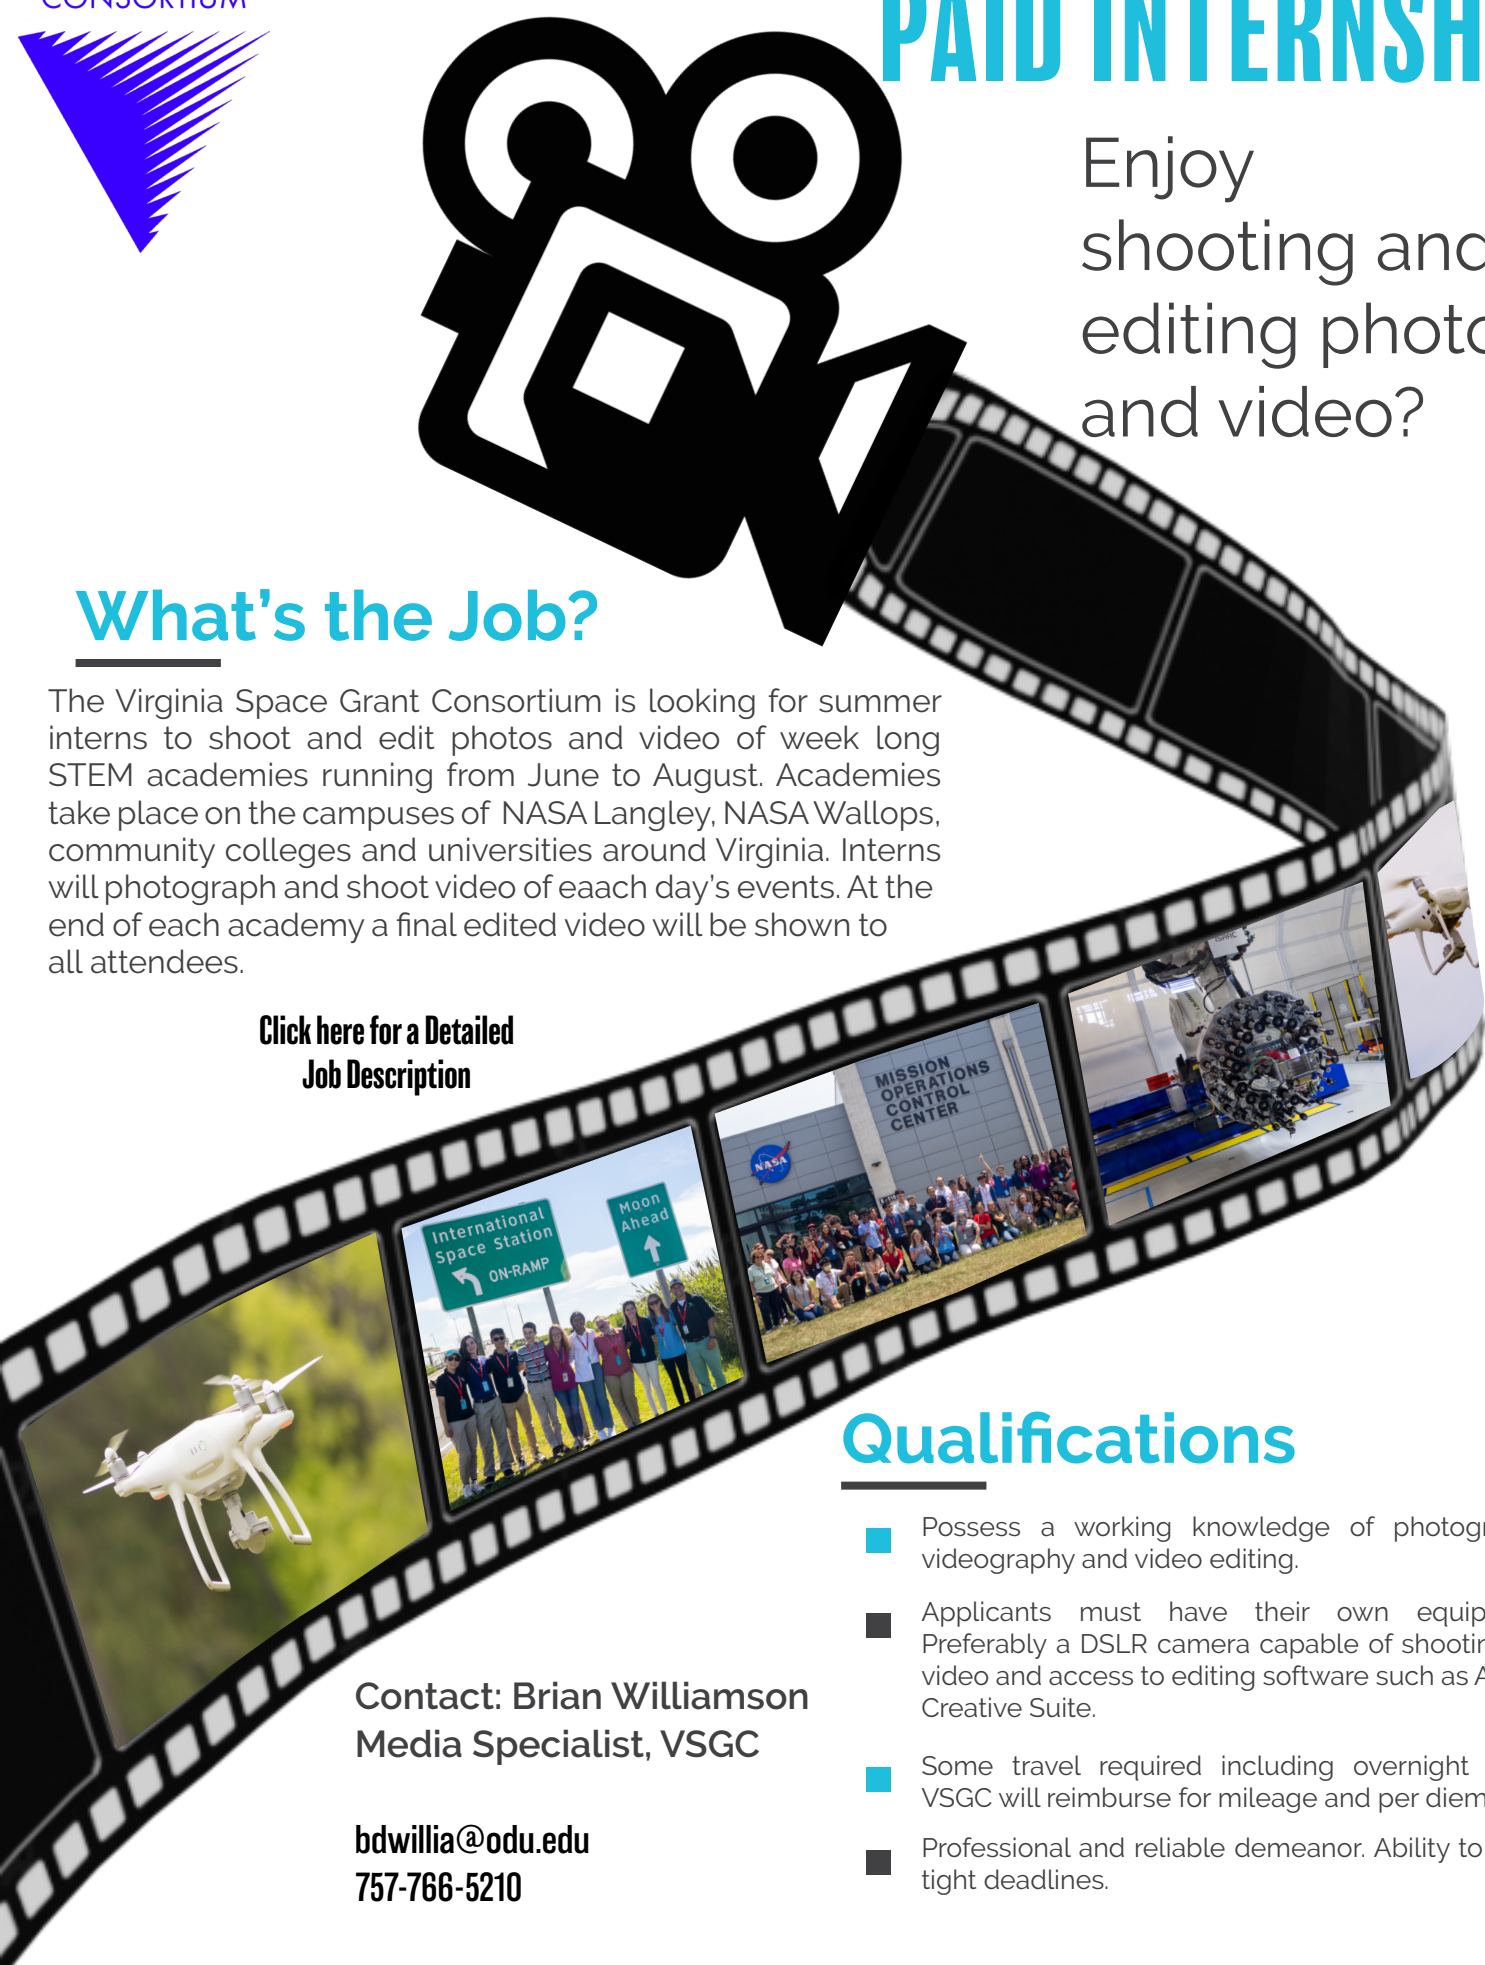 CONSORTIUM
PAID INTERNSH
Enjoy
shooting and
editing photo
and video?
What's the Job?
The Virginia Space Grant Consortium is looking for summer
interns to shoot and edit photos and video of week long
STEM academies running from June to August. Academies
take place on the campuses of NASA Langley, NASA Wallops,
community colleges and universities around Virginia. Interns
will photograph and shoot video of eaach day's events. At the
end of each academy a final edited video will be shown to
all attendees.
Click here for a Detailed
Job Description
MISSION
OPERATIONS
CONTROL
CENTER
NASA
International
Space Station
ON-RAMP
Moon
Ahead
Qualifications
Possess a working knowledge of photogr
videography and video editing.
Applicants must have their own equip
Preferably a DSLR camera capable of shootin
video and access to editing software such as A
Creative Suite.
Some travel required including overnight
VSGC will reimburse for mileage and per diem
Professional and reliable demeanor. Ability to
tight deadlines.
Contact: Brian Williamson
Media Specialist, VSGC
bdwillia@odu.edu
757-766-5210